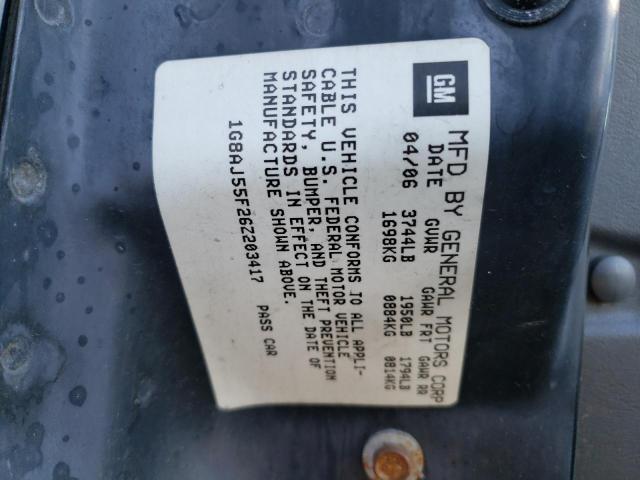 GM
MFD BY GENERAL MOTORS CORP
DATE GVWR GAWR FRT GAWR RR
04/06 3744LB 1950LB 1794LB
1698KG 0884KG 0814KG
THIS VEHICLE CONFORMS TO ALL APPLI-
CABLE U.S. FEDERAL MOTOR VEHICLE
SAFETY, BUMPER, AND THEFT PREVENTION
STANDARDS IN EFFECT ON THE DATE OF
MANUFACTURE SHOWN ABOVE.
1G8AJ55F26Z203417 PASS CAR